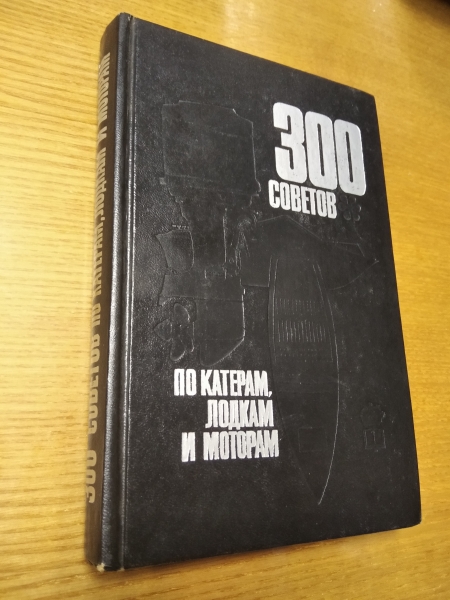 300
СОВЕТОВ
ПО КАТЕРАМ,
ЛОДКАМ
И МОТОРАМ
300 СОВЕТОВ ПО КАТЕРАМ, ЛОДКАМ И МОТОРАМ